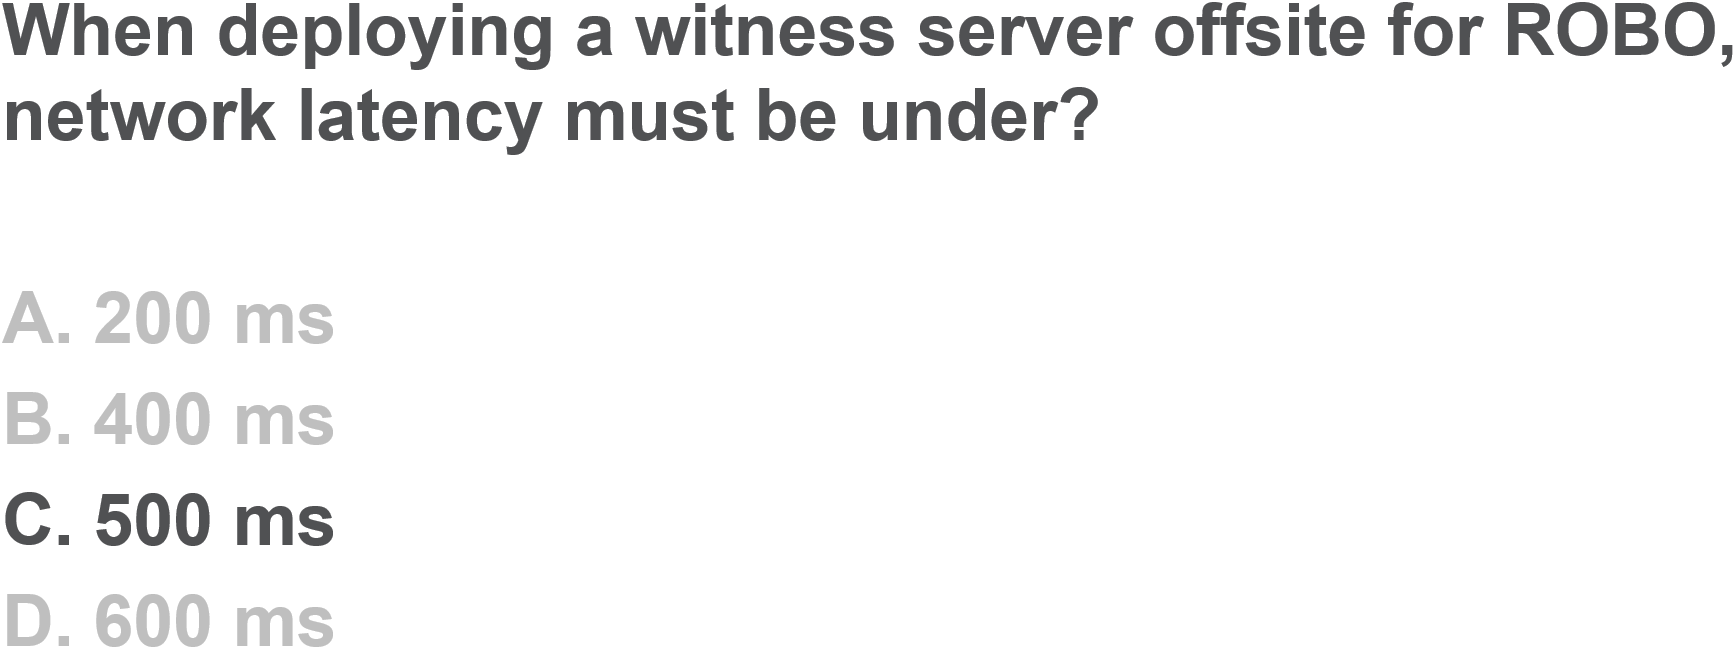 When deploying a witness server offsite for ROBO,
network latency must be under?
A. 200 ms
B. 400 ms
C. 500 ms
D. 600 ms